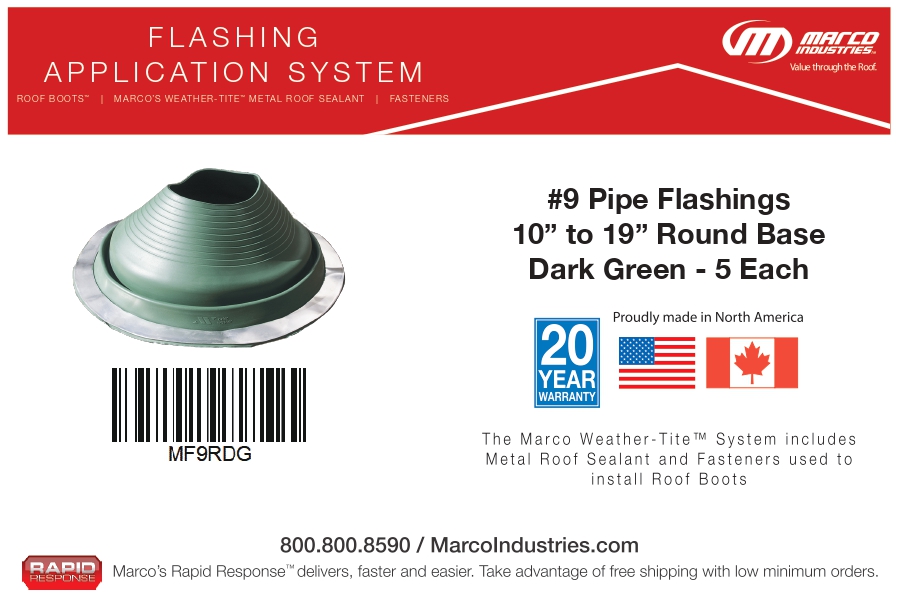 FLASHING
APPLICATION SYSTEM
ROOF BOOTS™ | MARCO'S WEATHER-TITE™ METAL ROOF SEALANT | FASTENERS
MARCO
INDUSTRIES™
Value through the Roof.
#9 Pipe Flashings
10” to 19” Round Base
Dark Green - 5 Each
Proudly made in North America
20
YEAR
WARRANTY
MF9RDG
The Marco Weather-Tite™ System includes
Metal Roof Sealant and Fasteners used to
install Roof Boots
800.800.8590 / MarcoIndustries.com
RAPID
RESPONSE
Marco's Rapid Response™ delivers, faster and easier. Take advantage of free shipping with low minimum orders.